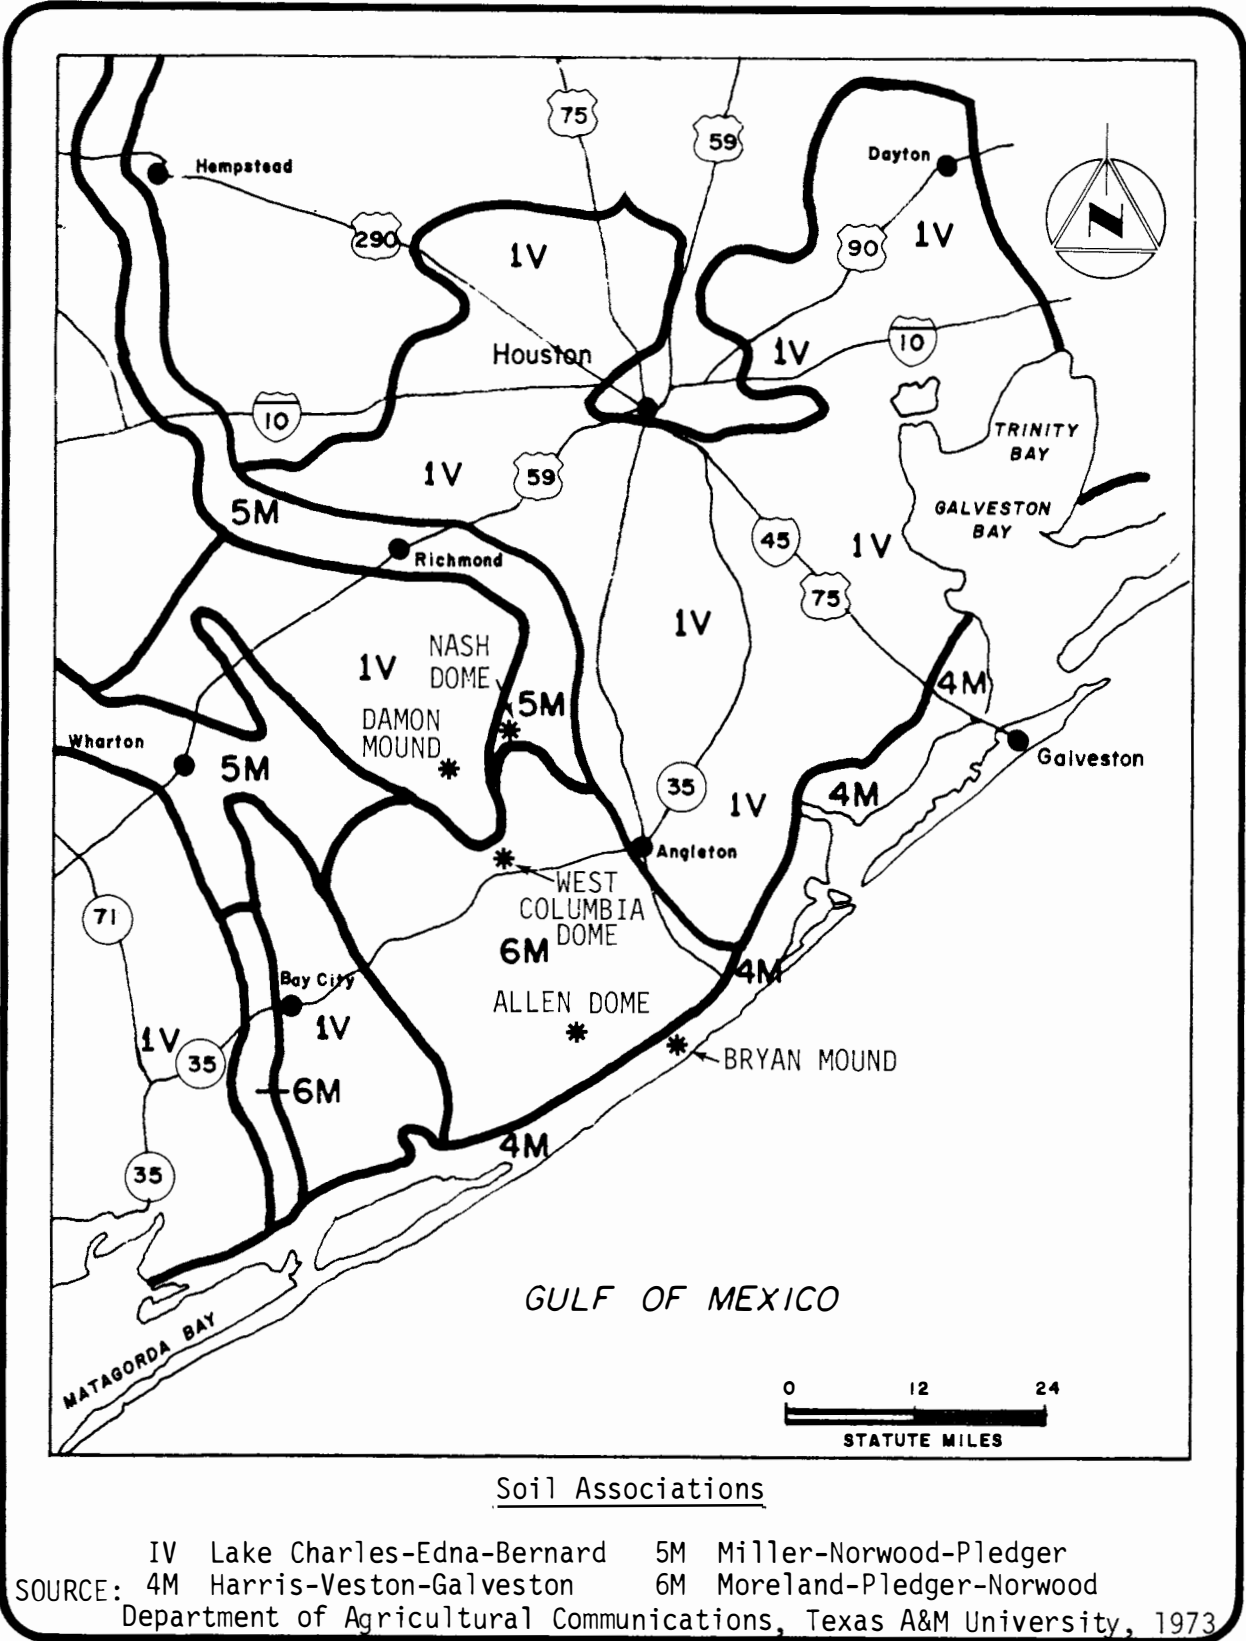 75
59
Dayton
Hempstead
290
1V
90
1V
N
Houston
1V
10
10
TRINITY
BAY
1V
59
5M
GALVESTON
BAY
45
1V
Richmond
75
1V
NASH
DOME
1V
5M
4M
DAMON
MOUND
Wharton
5M
Galveston
35
1V
4M
Angleton
WEST
COLUMBIA
DOME
71
6M
4M
Bay City
ALLEN DOME
1V
1V
35
BRYAN MOUND
6M
4M
35
GULF OF MEXICO
MATAGORDA BAY
0 12 24
STATUTE MILES
Soil Associations
IV Lake Charles-Edna-Bernard 5M Miller-Norwood-Pledger
SOURCE: 4M Harris-Veston-Galveston 6M Moreland-Pledger-Norwood
Department of Agricultural Communications, Texas A&M University, 1973